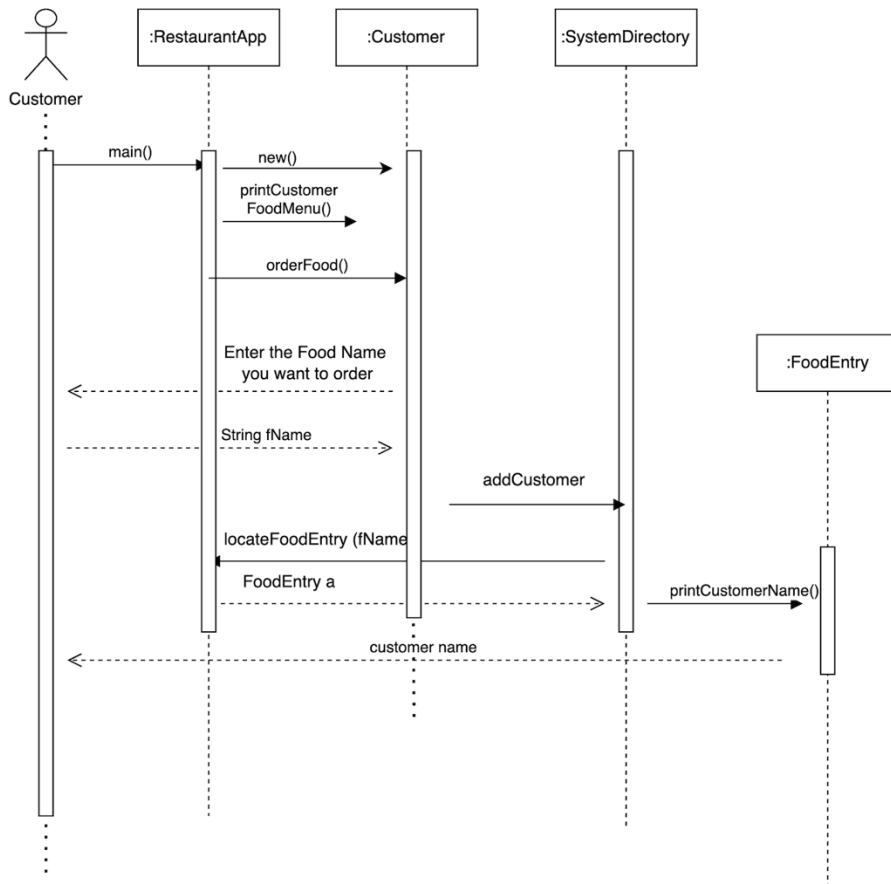 :RestaurantApp
:Customer
:SystemDirectory
Customer
main()
new()
printCustomer
FoodMenu()
orderFood()
Enter the Food Name
you want to order
:FoodEntry
String fName
addCustomer
locateFoodEntry (fName
FoodEntry a
printCustomerName()
customer name